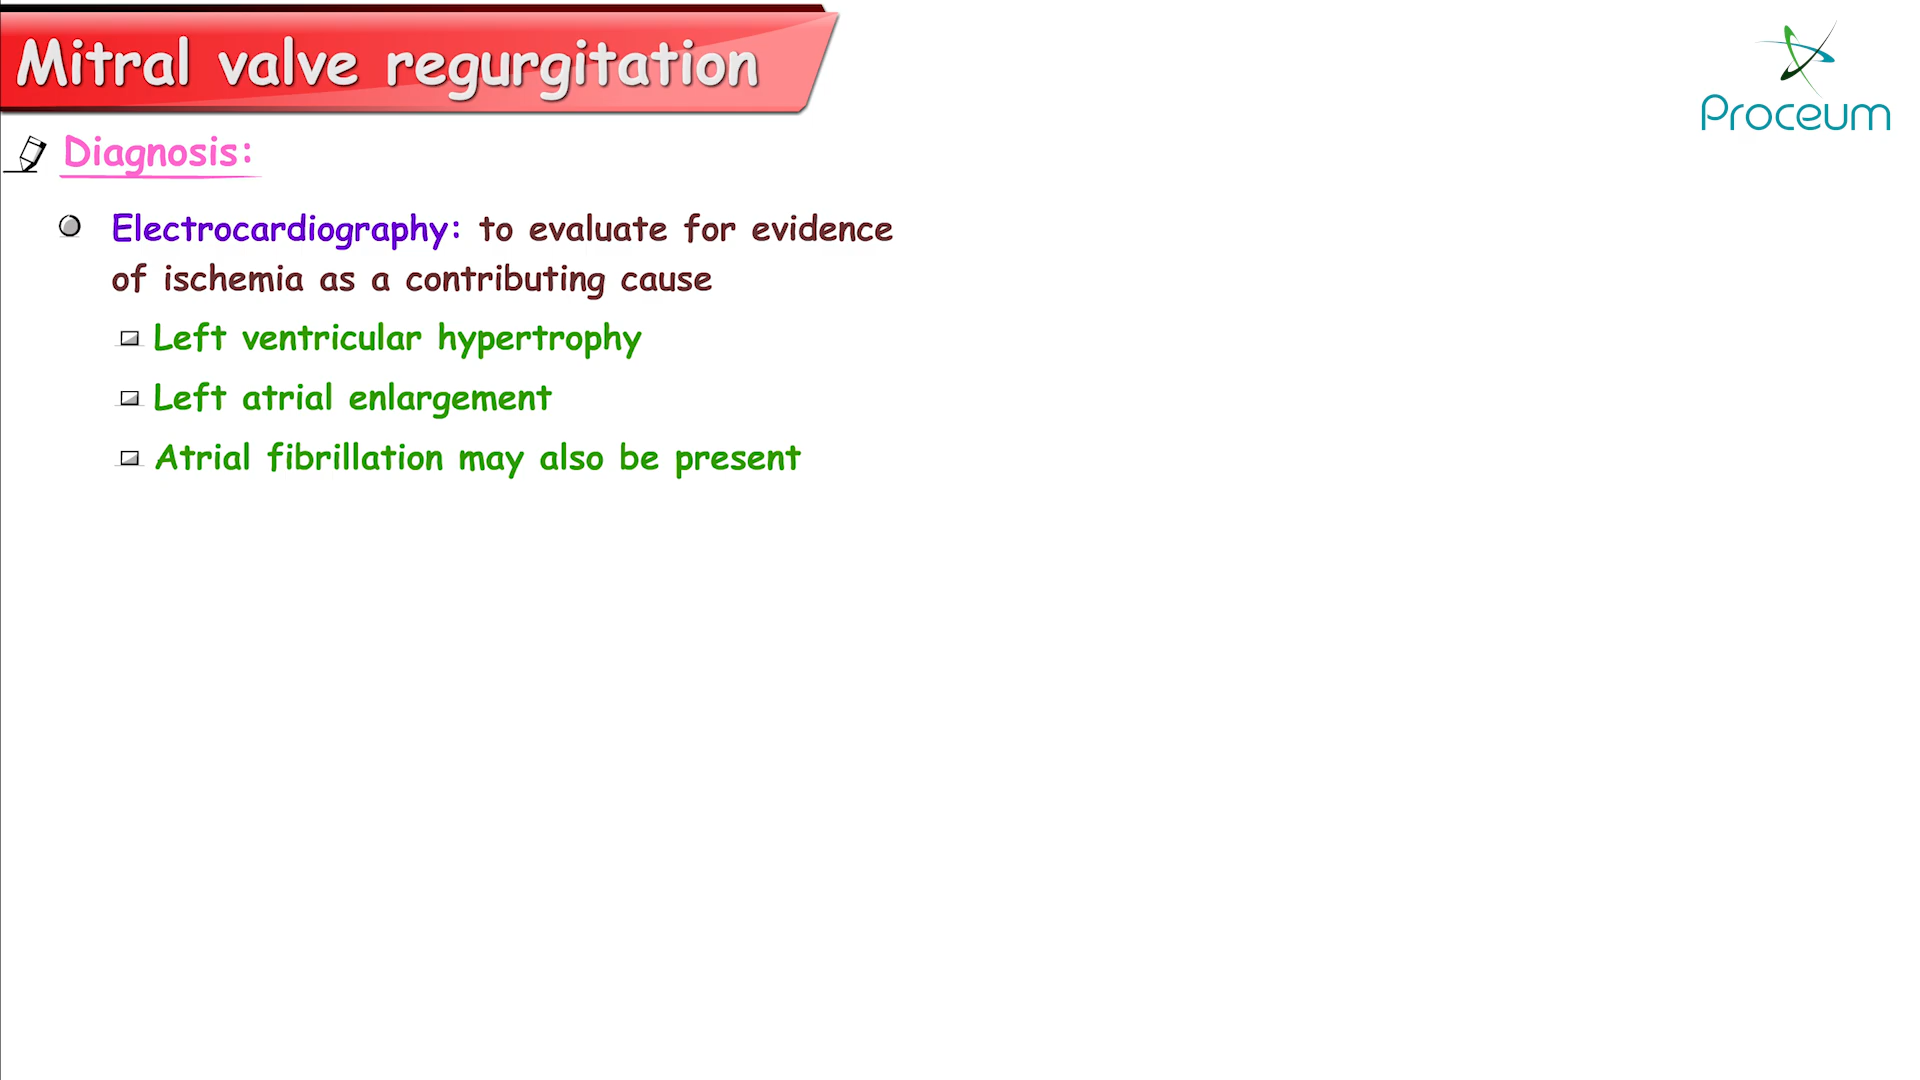 Mitral valve regurgitation
Proceum
Diagnosis:
Electrocardiography: to evaluate for evidence
of ischemia as a contributing cause
Left ventricular hypertrophy
Left atrial enlargement
Atrial fibrillation may also be present